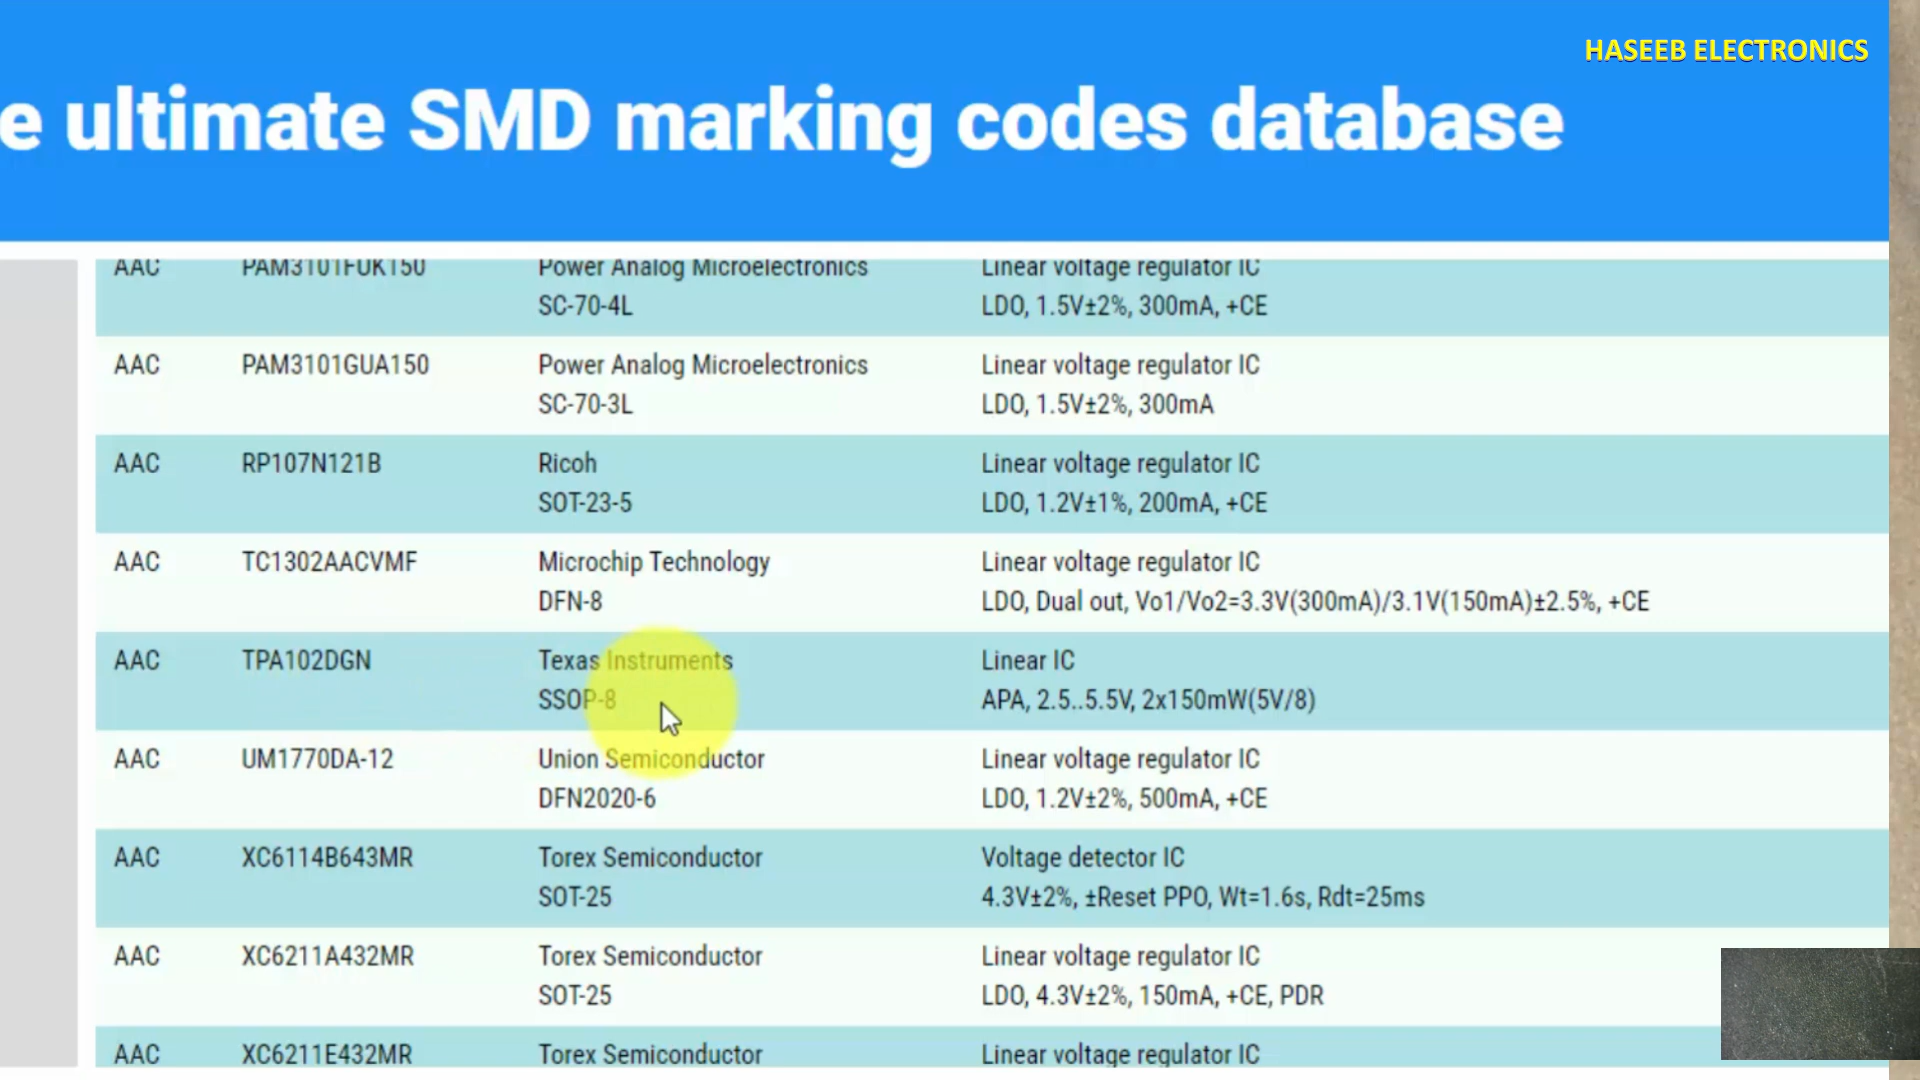 HASEEB ELECTRONICS
e ultimate SMD marking codes database
AAC PAM3101FUK150 Power Analog Microelectronics Linear voltage regulator IC
SC-70-4L LDO, 1.5V±2%, 300mA, +CE
AAC PAM3101GUA150 Power Analog Microelectronics Linear voltage regulator IC
SC-70-3L LDO, 1.5V±2%, 300mA
AAC RP107N121B Ricoh Linear voltage regulator IC
SOT-23-5 LDO, 1.2V±1%, 200mA, +CE
AAC TC1302AACVMF Microchip Technology Linear voltage regulator IC
DFN-8 LDO, Dual out, Vo1/Vo2=3.3V(300mA)/3.1V(150mA)±2.5%, +CE
AAC TPA102DGN Texas Instruments Linear IC
SSOP-8 APA, 2.5..5.5V, 2x150mW(5V/8)
AAC UM1770DA-12 Union Semiconductor Linear voltage regulator IC
DFN2020-6 LDO, 1.2V±2%, 500mA, +CE
AAC XC6114B643MR Torex Semiconductor Voltage detector IC
SOT-25 4.3V±2%, ±Reset PPO, Wt=1.6s, Rdt=25ms
AAC XC6211A432MR Torex Semiconductor Linear voltage regulator IC
SOT-25 LDO, 4.3V±2%, 150mA, +CE, PDR
AAC XC6211E432MR Torex Semiconductor Linear voltage regulator IC